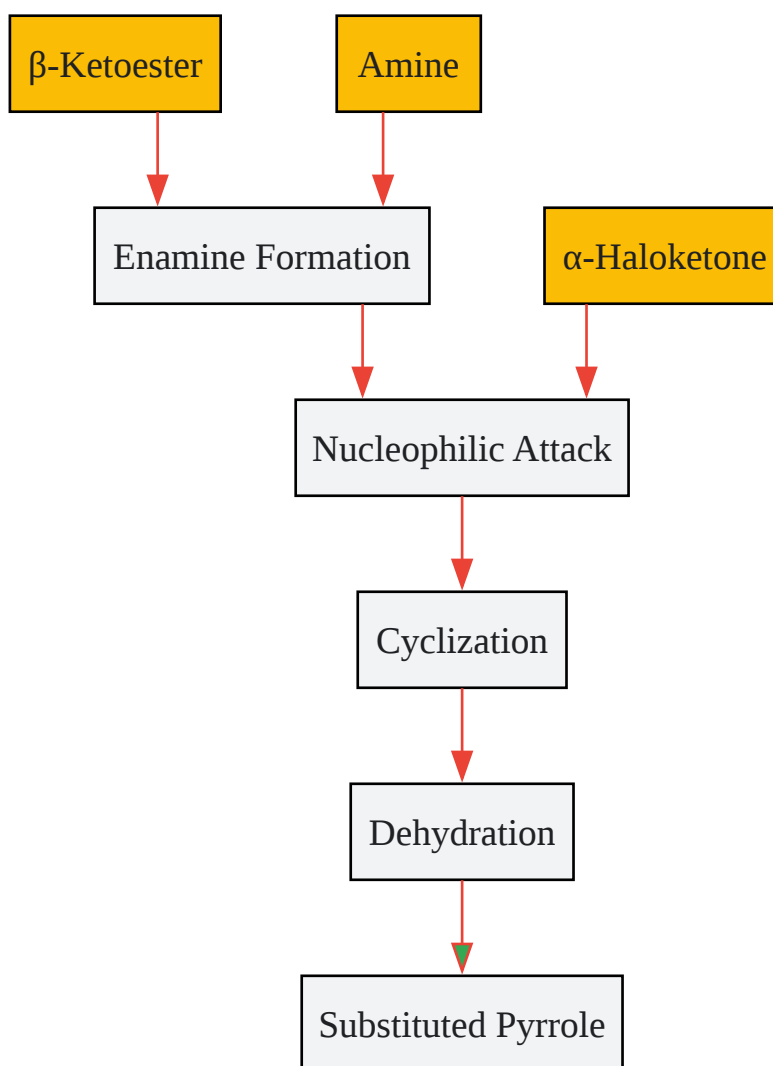 β-Ketoester
Amine
Enamine Formation
α-Haloketone
Nucleophilic Attack
Cyclization
Dehydration
Substituted Pyrrole